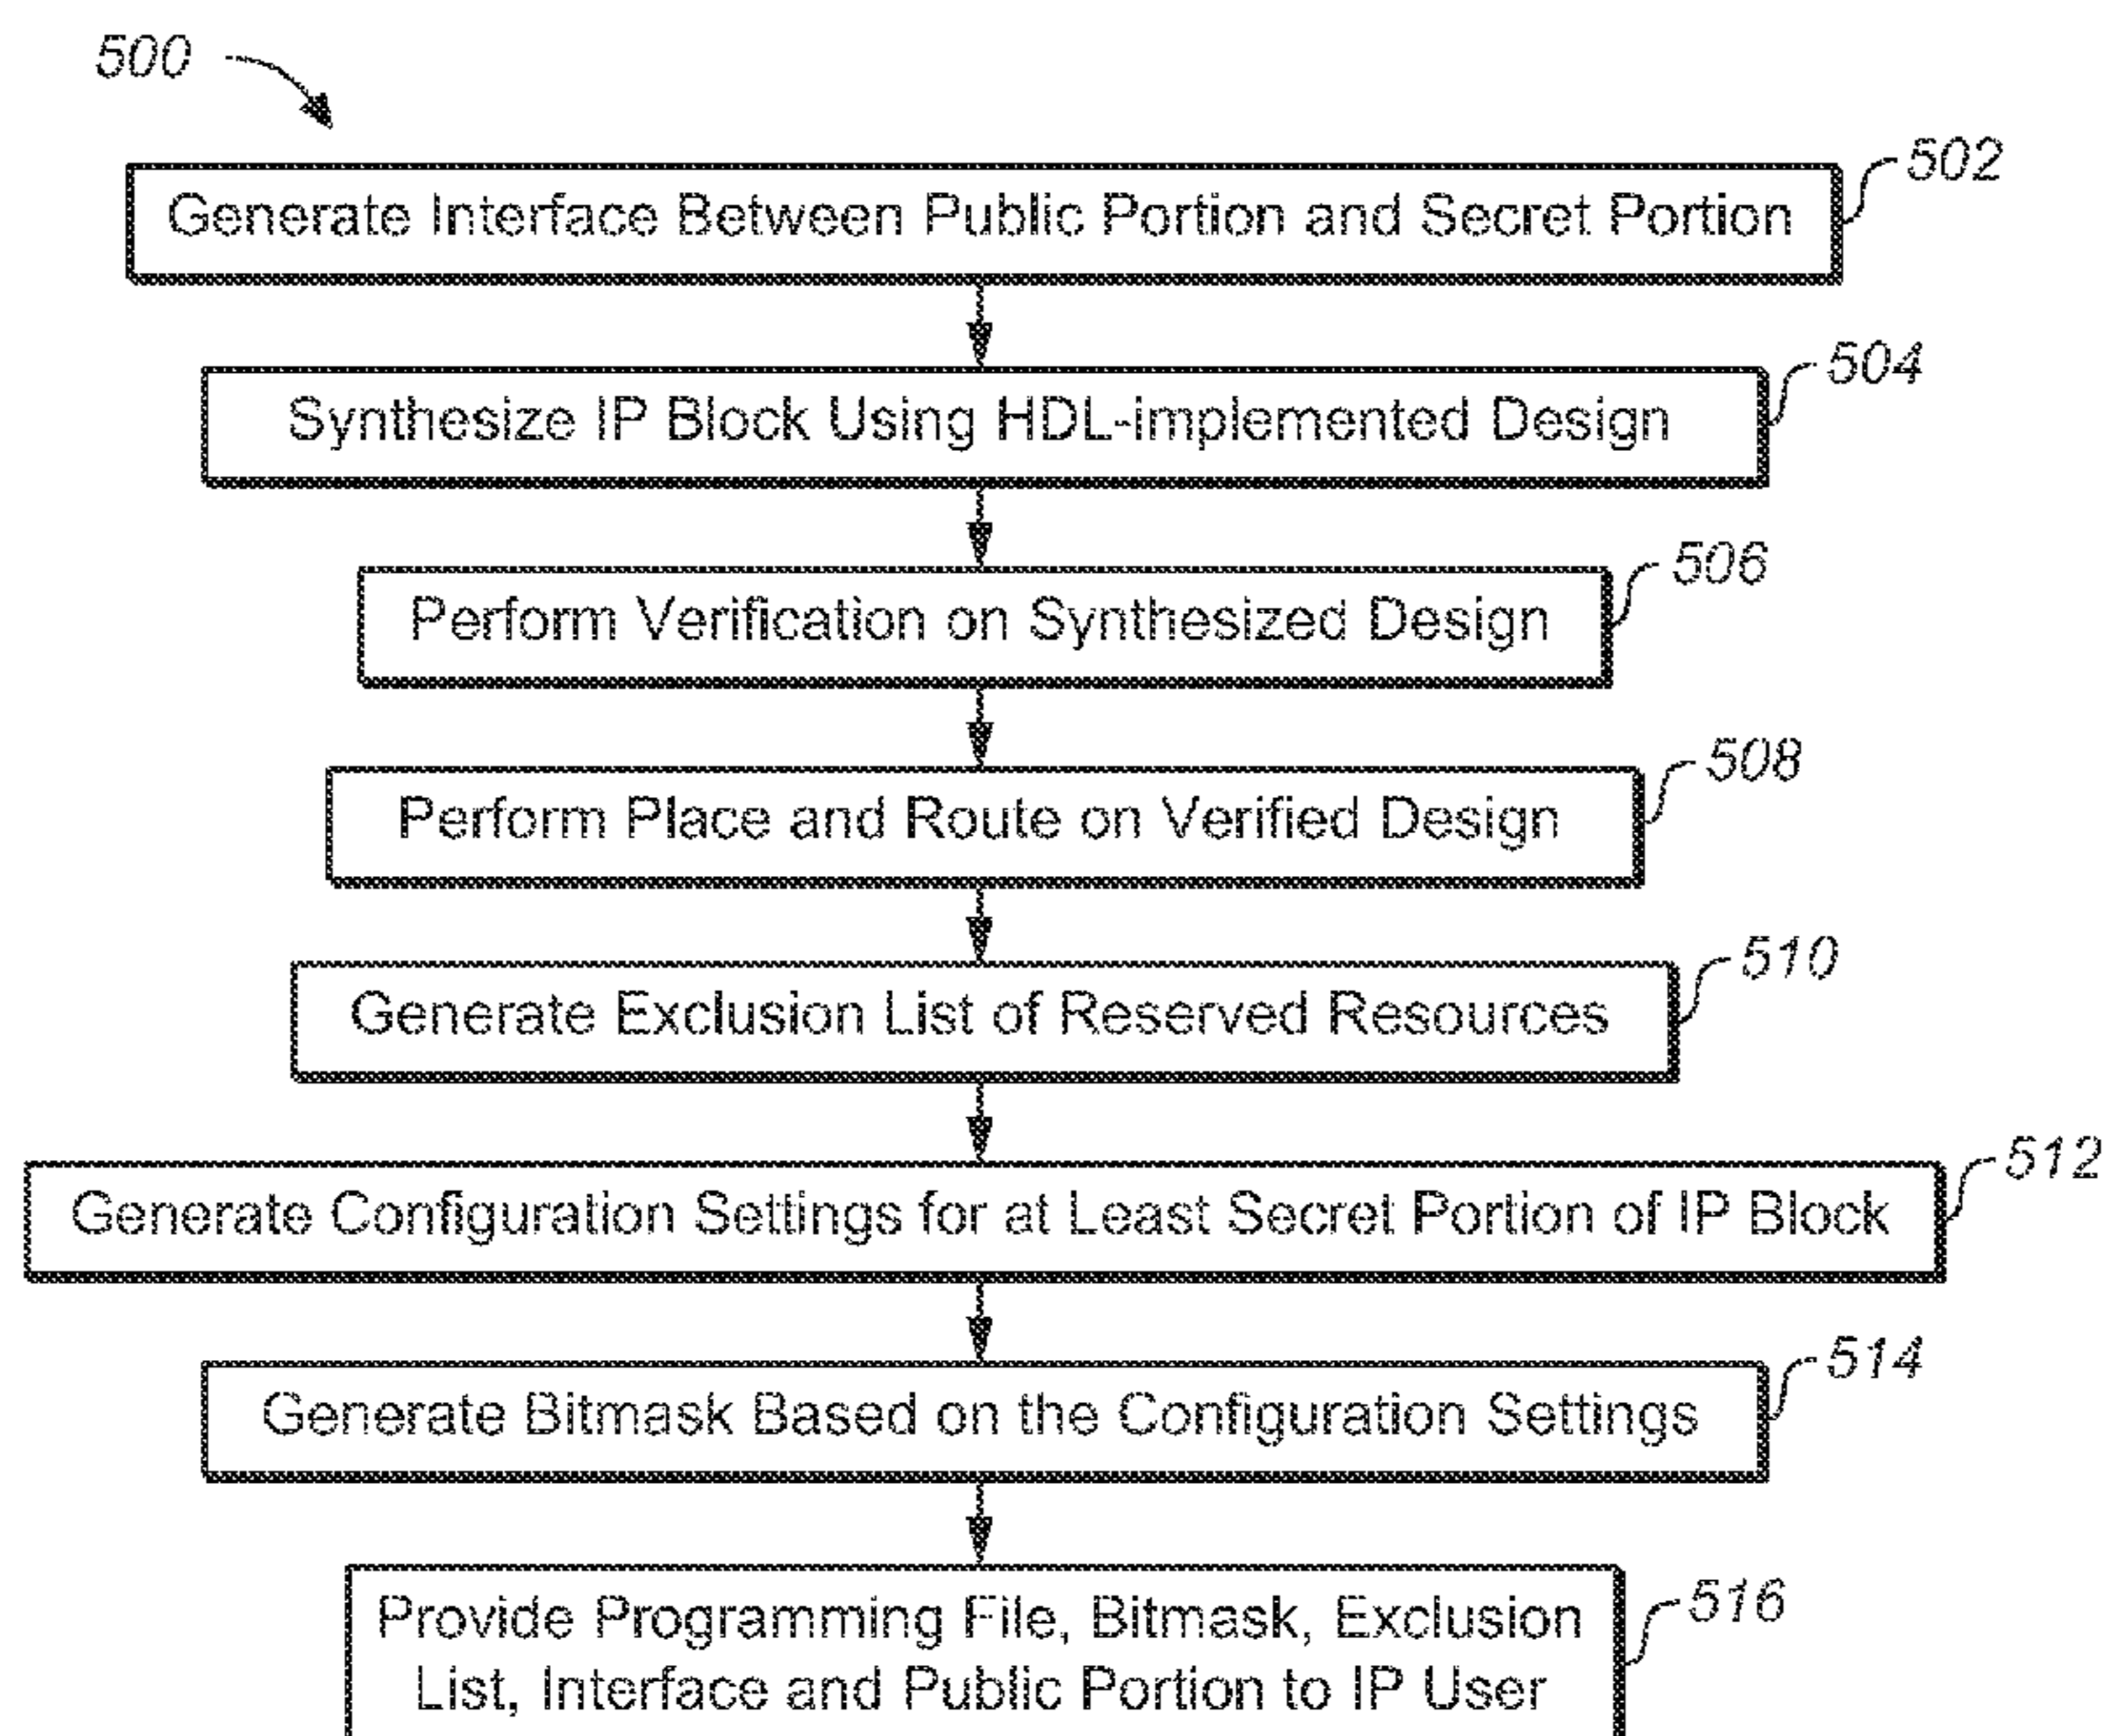 500
502
Generate Interface Between Public Portion and Secret Portion
504
Synthesize IP Block Using HDL-implemented Design
506
Perform Verification on Synthesized Design
508
Perform Place and Route on Verified Design
510
Generate Exclusion List of Reserved Resources
512
Generate Configuration Settings for at Least Secret Portion of IP Block
514
Generate Bitmask Based on the Configuration Settings
516
Provide Programming File, Bitmask, Exclusion
List, Interface and Public Portion to IP User